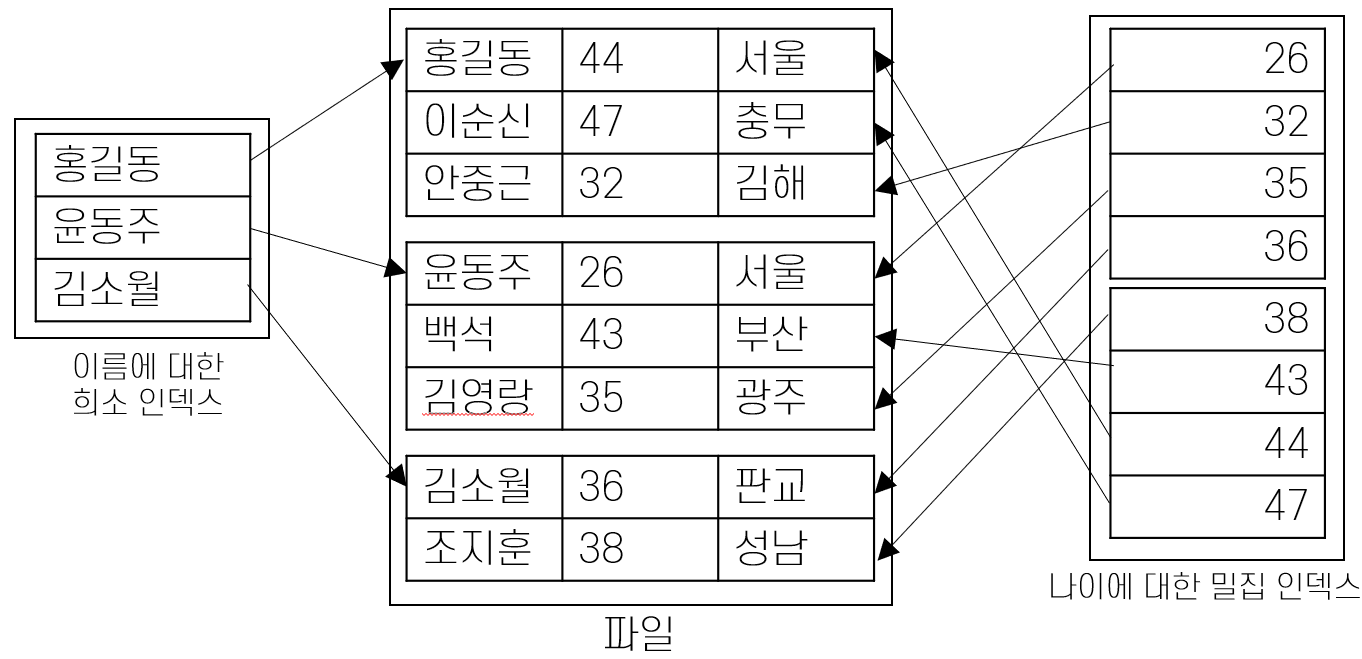 홍길동
윤동주
김소월
이름에 대한
희소 인덱스
홍길동 44 서울
이순신 47 충무
안중근 32 김해
윤동주 26 서울
백석 43 부산
김영랑 35 광주
김소월 36 판교
조지훈 38 성남
파일
26
32
35
36
38
43
44
47
나이에 대한 밀집 인덱스